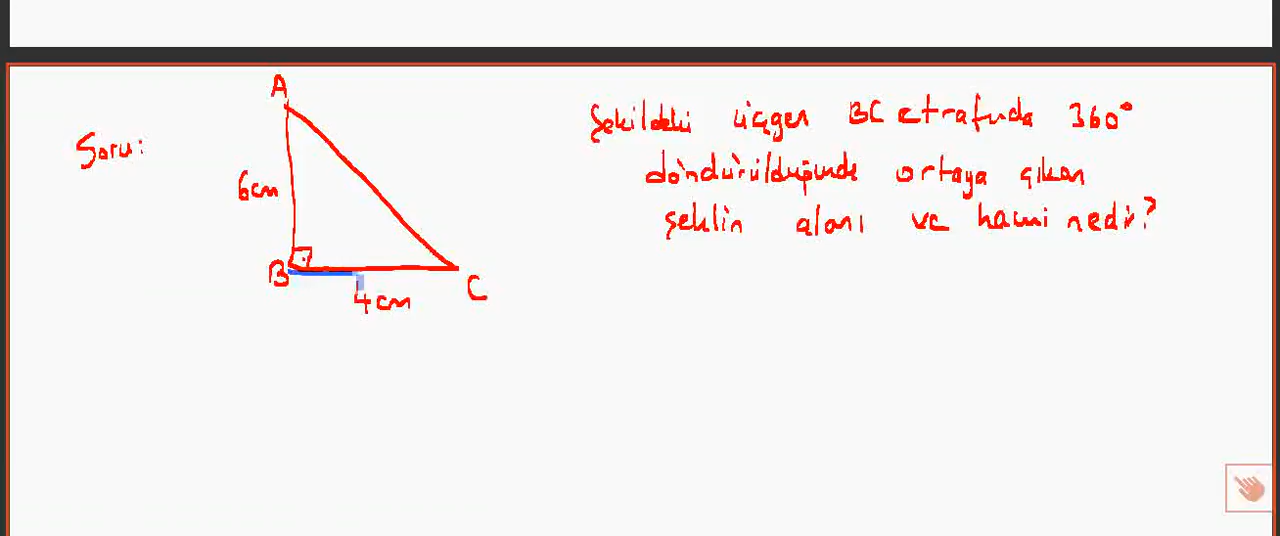 Soru:
A
6cm
B
4cm
C
Şekildeki üçgen BC etrafında 360°
döndürüldüğünde ortaya çıkan
şeklin alanı ve hacmi nedir?